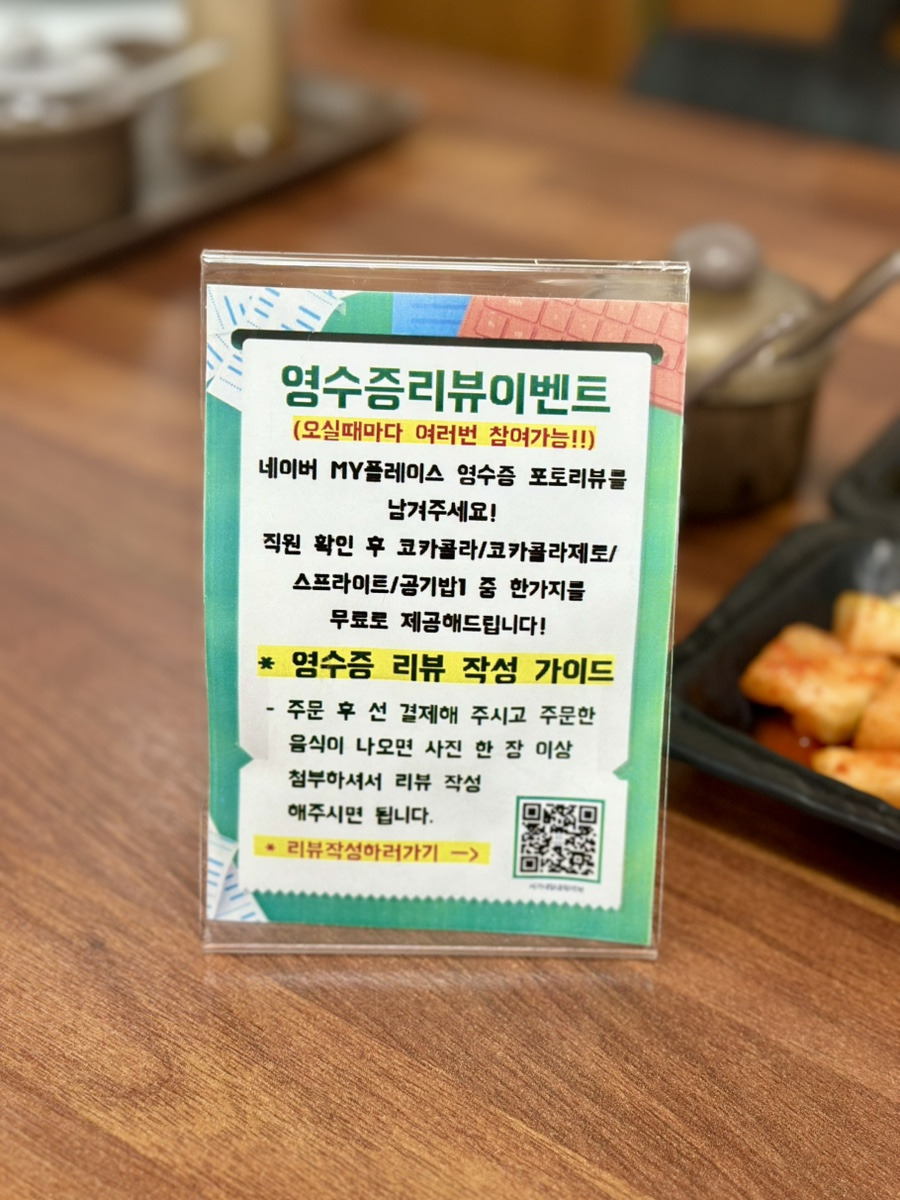 영수증리뷰이벤트
(오실때마다 여러번 참여가능!!)
네이버 MY플레이스 영수증 포토리뷰를
남겨주세요!
직원 확인 후 코카콜라/코카콜라제로/
스프라이트/공기밥1 중 한가지를
무료로 제공해드립니다!
* 영수증 리뷰 작성 가이드
- 주문 후 선 결제해 주시고 주문한
음식이 나오면 사진 한 장 이상
첨부하셔서 리뷰 작성
해주시면 됩니다.
* 리뷰작성하러가기 —>